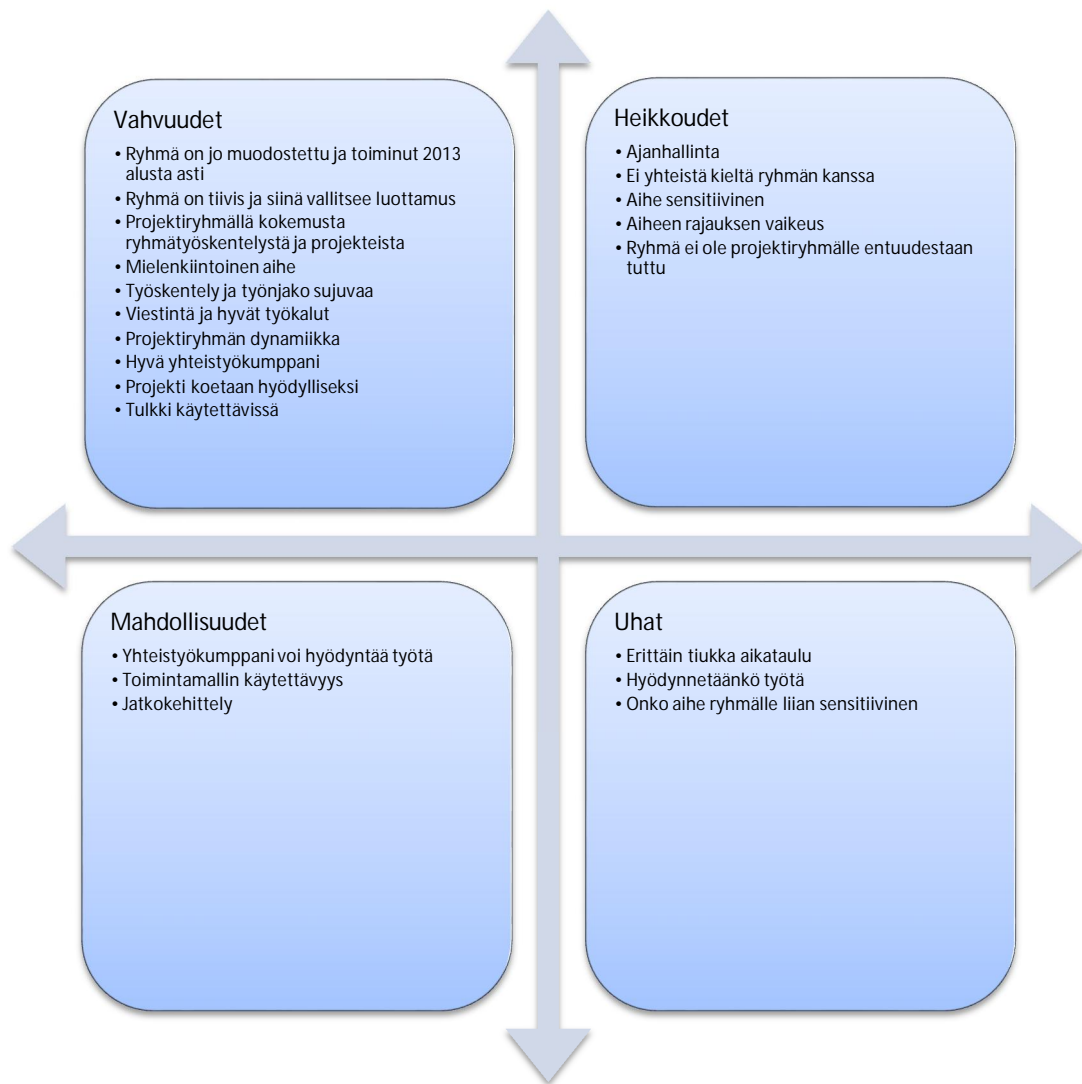 Vahvuudet
• Ryhmä on jo muodostettu ja toiminut 2013
alusta asti
• Ryhmä on tiivis ja siinä vallitsee luottamus
• Projektiryhmällä kokemusta
ryhmätyöskentelystä ja projekteista
• Mielenkiintoinen aihe
• Työskentely ja työnjako sujuvaa
• Viestintä ja hyvät työkalut
• Projektiryhmän dynamiikka
• Hyvä yhteistyökumppani
• Projekti koetaan hyödylliseksi
• Tulkki käytettävissä
Heikkoudet
• Ajanhallinta
• Ei yhteistä kieltä ryhmän kanssa
• Aihe sensitiivinen
• Aiheen rajauksen vaikeus
• Ryhmä ei ole projektiryhmälle entuudestaan
tuttu
Mahdollisuudet
• Yhteistyökumppani voi hyödyntää työtä
• Toimintamallin käytettävyys
• Jatkokehittely
Uhat
• Erittäin tiukka aikataulu
• Hyödynnetäänkö työtä
• Onko aihe ryhmälle liian sensitiivinen